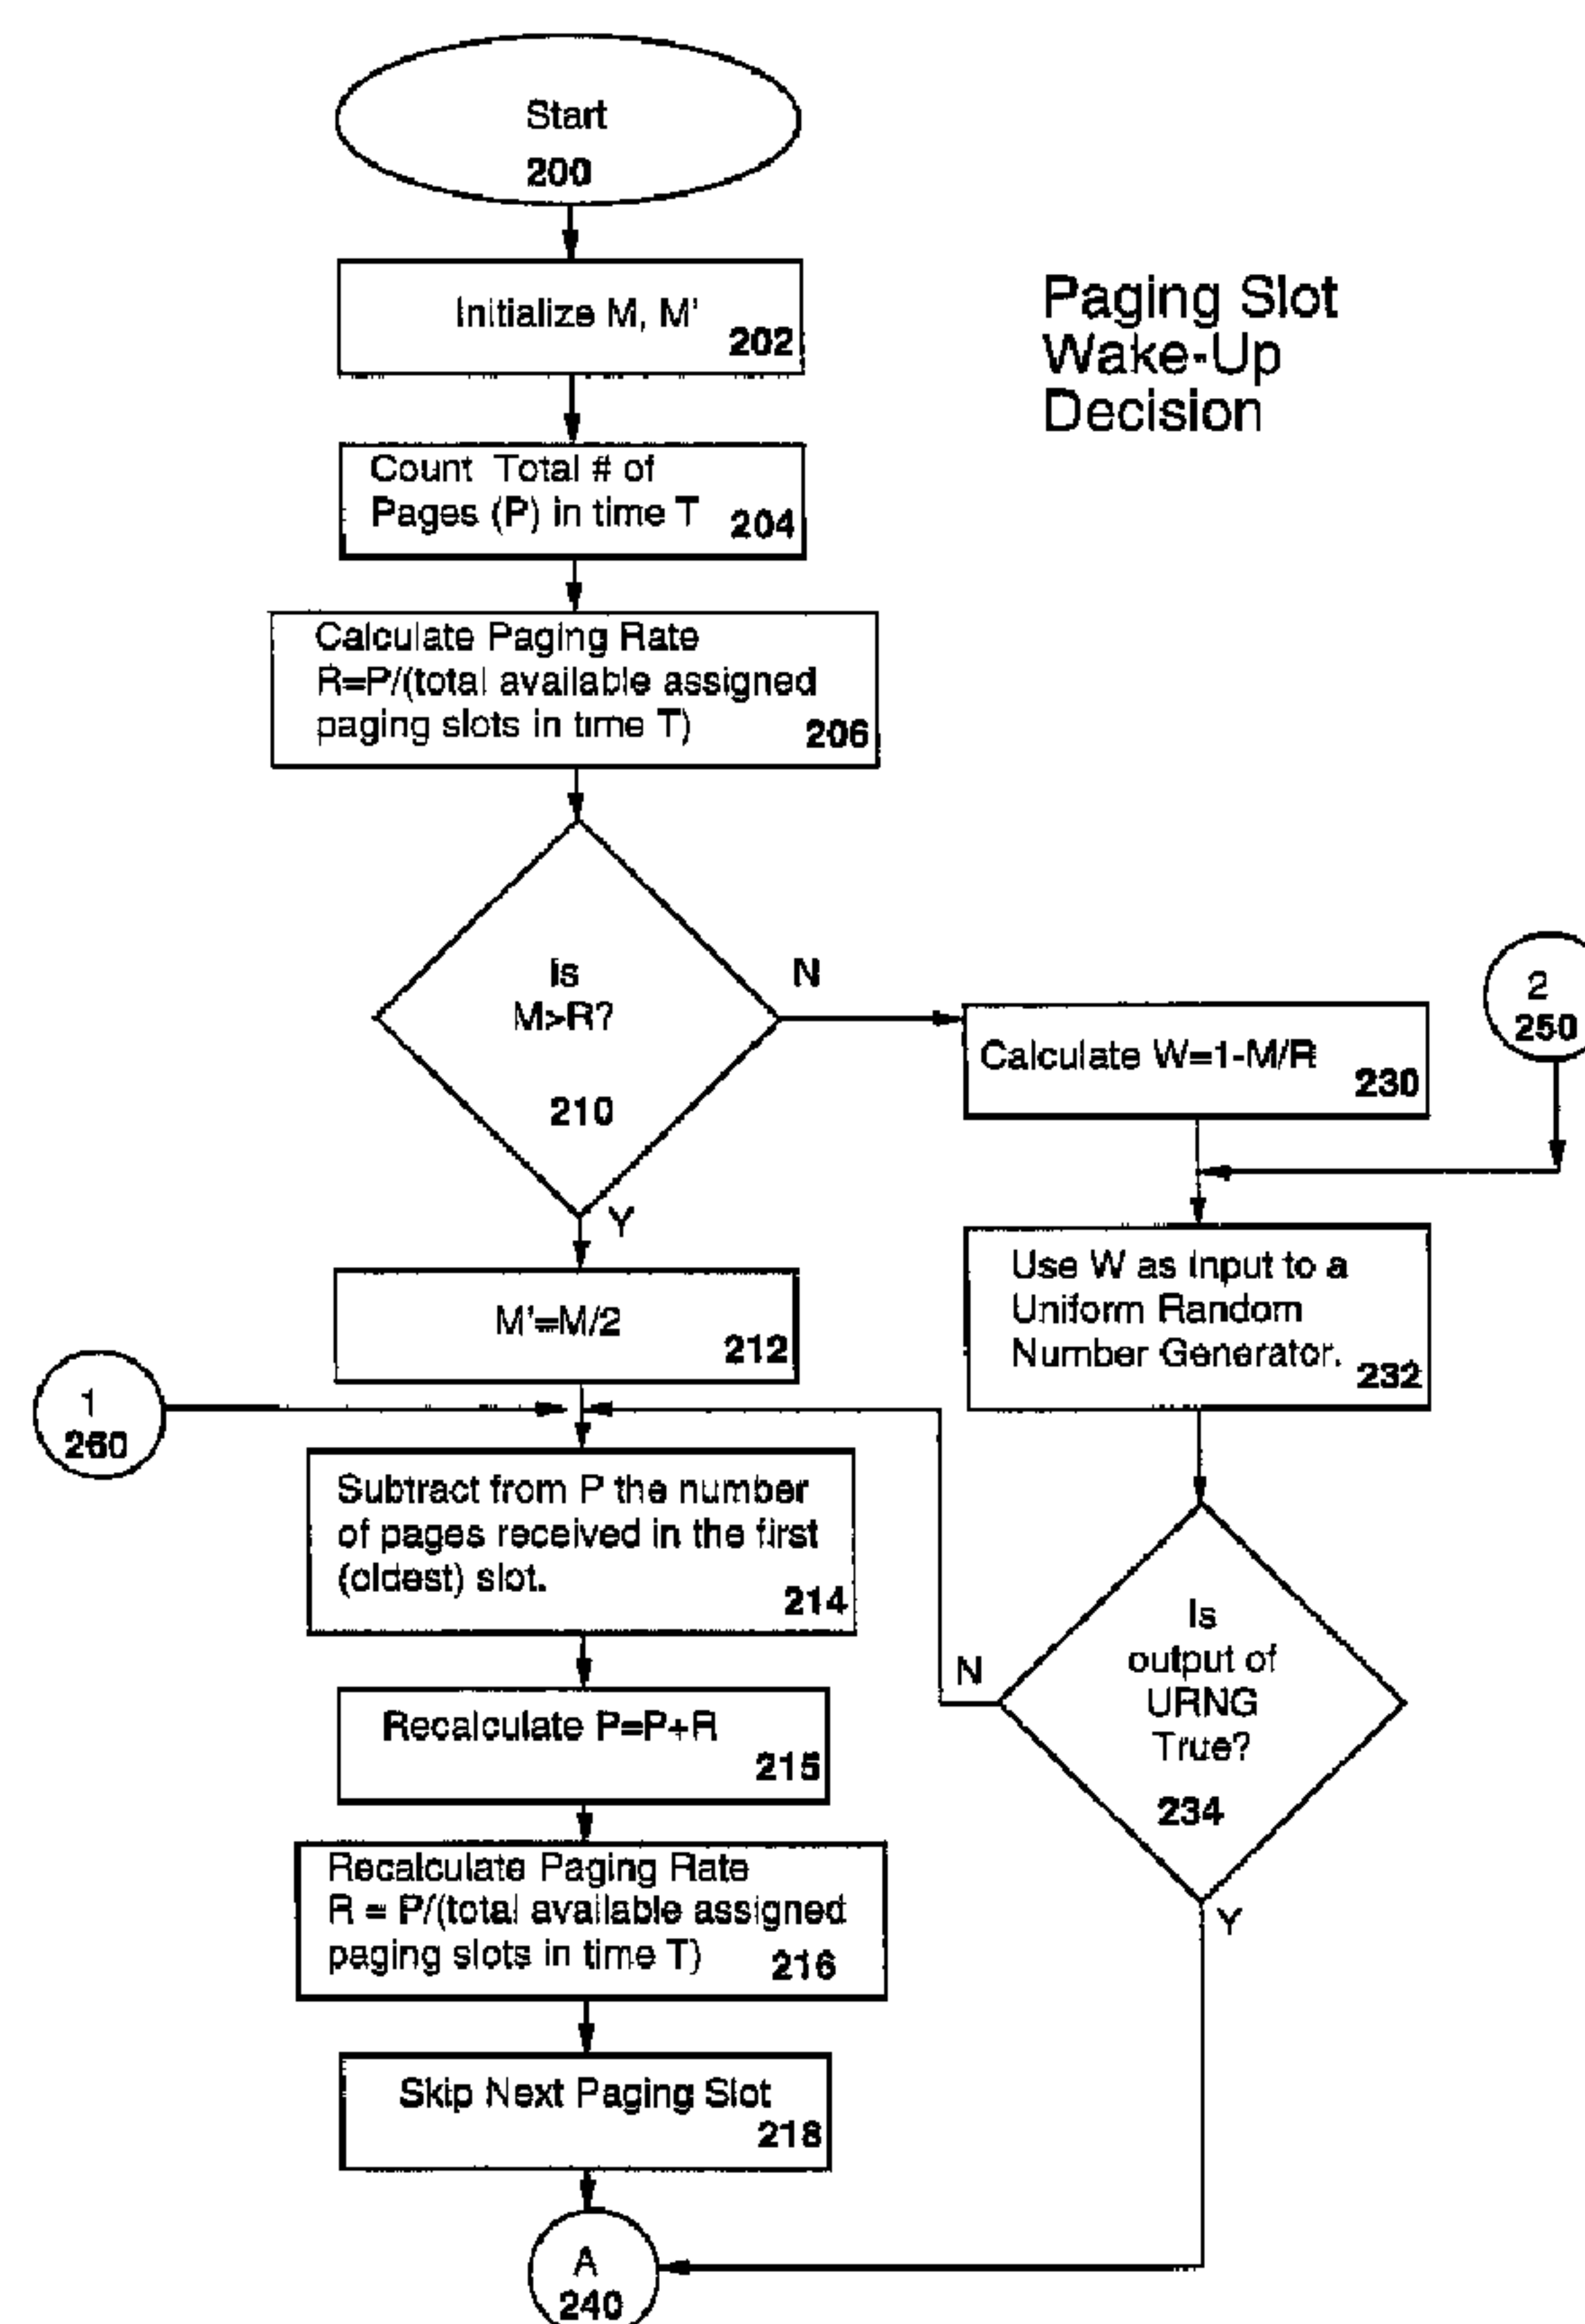 Start
200
Initialize M, M'
202
Paging Slot
Wake-Up
Decision
Count Total # of
Pages (P) in time T
204
Calculate Paging Rate
R=P/(total available assigned
paging slots in time T)
206
Is
M>R?
210
N
Y
Calculate W=1-M/R
230
2
250
M'=M/2
212
Use W as Input to a
Uniform Random
Number Generator.
232
1
260
Subtract from P the number
of pages received in the first
(oldest) slot.
214
Is
output of
URNG
True?
234
N
Y
Recalculate P=P+R
215
Recalculate Paging Rate
R = P/(total available assigned
paging slots in time T)
216
Skip Next Paging Slot
218
A
240